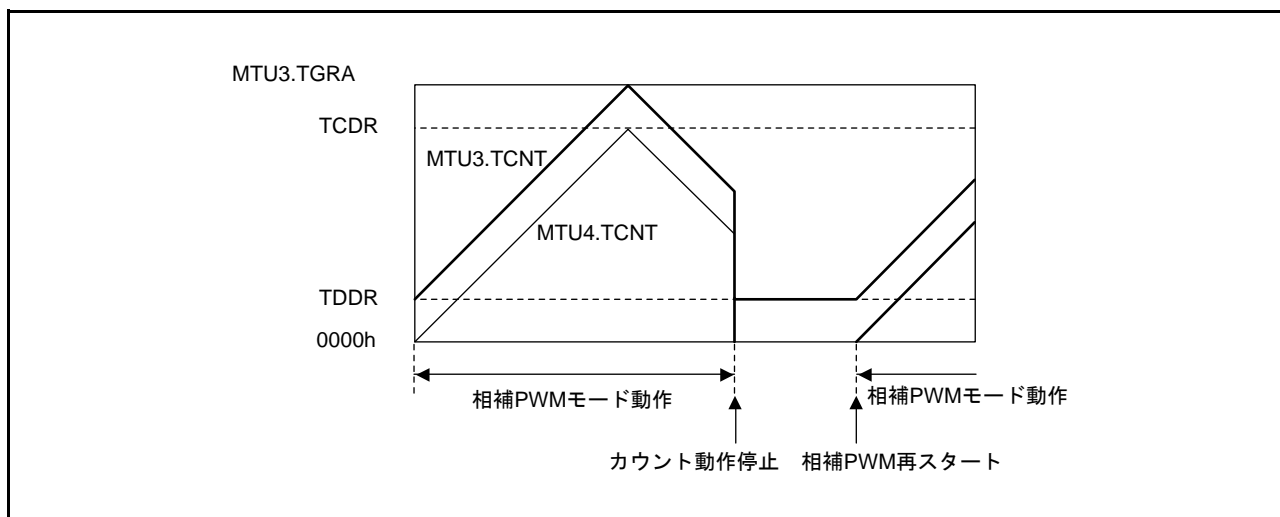 MTU3.TGRA
TCDR
MTU3.TCNT
MTU4.TCNT
TDDR
0000h
相補PWMモード動作
相補PWMモード動作
カウント動作停止
相補PWM再スタート